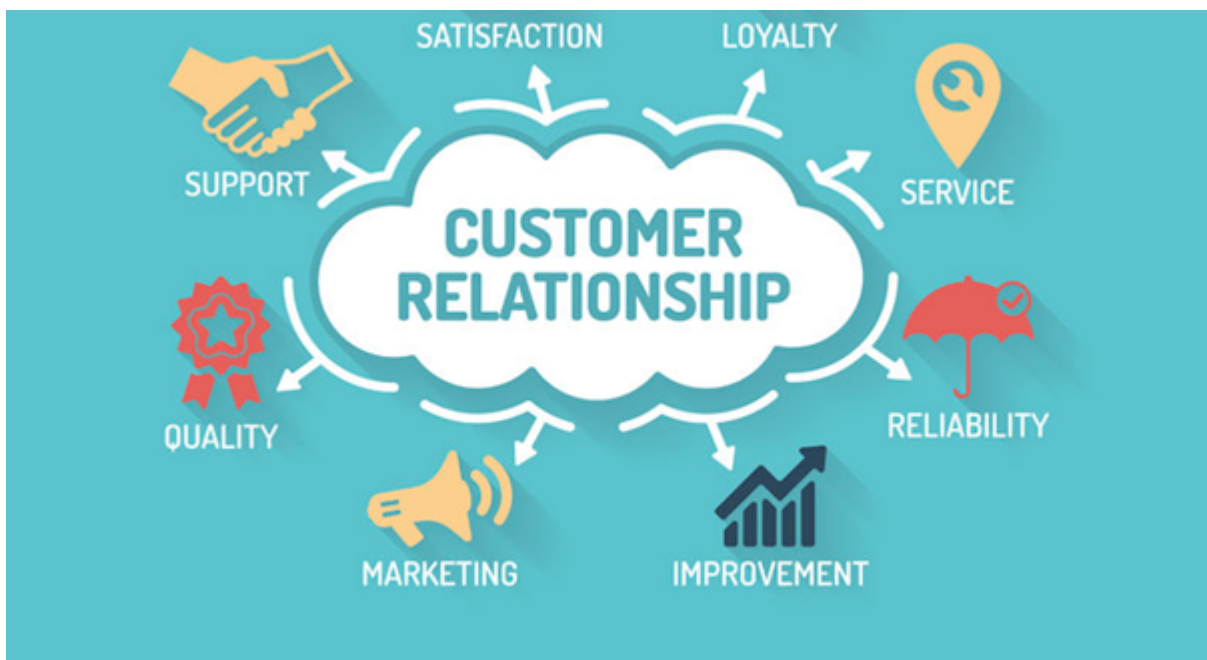 SATISFACTION
LOYALTY
SUPPORT
SERVICE
CUSTOMER
RELATIONSHIP
QUALITY
RELIABILITY
MARKETING
IMPROVEMENT